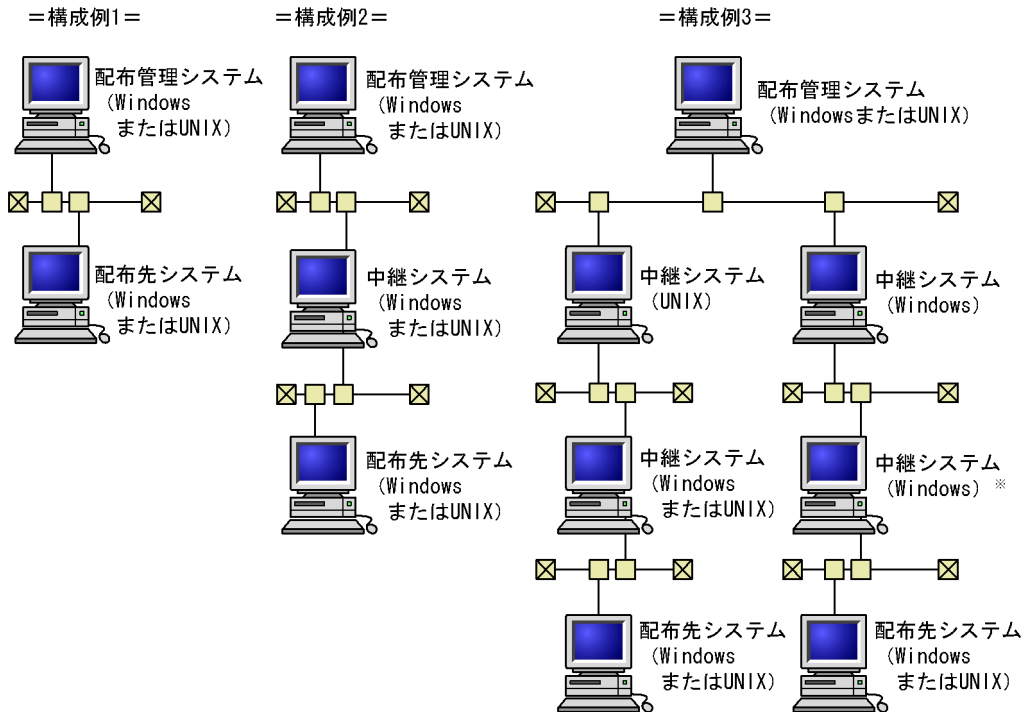 ＝構成例1＝
配布管理システム
（Windows
またはUNIX）
配布先システム
（Windows
またはUNIX）
＝構成例2＝
配布管理システム
（Windows
またはUNIX）
中継システム
（Windows
またはUNIX）
配布先システム
（Windows
またはUNIX）
＝構成例3＝
配布管理システム
（WindowsまたはUNIX）
中継システム
（UNIX）
中継システム
（Windows）
中継システム
（Windows
またはUNIX）
中継システム
（Windows）※
配布先システム
（Windows
またはUNIX）
配布先システム
（Windows
またはUNIX）